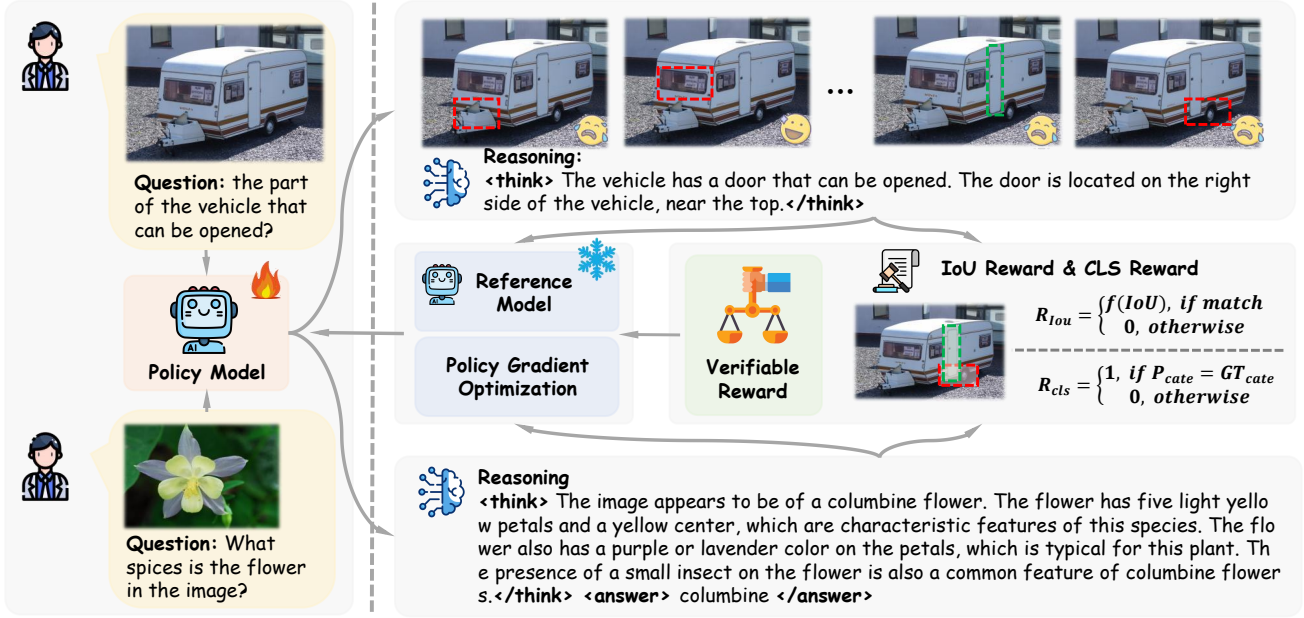 Question: the part
of the vehicle that
can be opened?
AI
Policy Model
Question: What
spices is the flower
in the image?
...
Reasoning:
<think> The vehicle has a door that can be opened. The door is located on the right
side of the vehicle, near the top.</think>
AI
Reference
Model
Policy Gradient
Optimization
Verifiable
Reward
IoU Reward & CLS Reward
R_Iou = { f(IoU), if match
0, otherwise
R_cls = { 1, if P_cate = GT_cate
0, otherwise
Reasoning
<think> The image appears to be of a columbine flower. The flower has five light yello
w petals and a yellow center, which are characteristic features of this species. The flo
wer also has a purple or lavender color on the petals, which is typical for this plant. Th
e presence of a small insect on the flower is also a common feature of columbine flower
s.</think> <answer> columbine </answer>